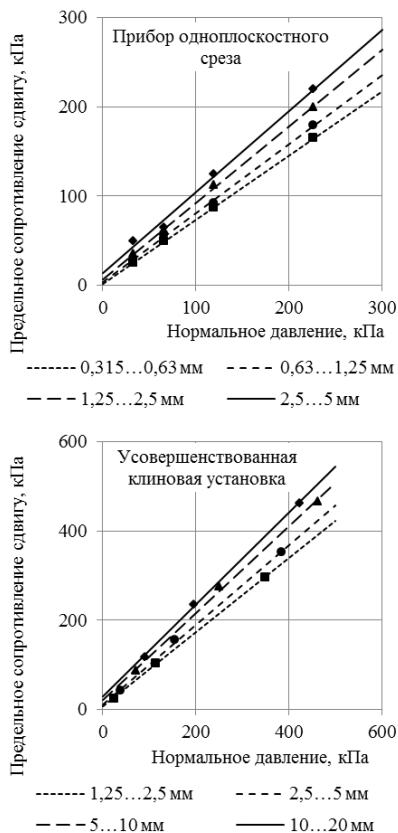 Прибор одноплоскостного
среза
Предельное сопротивление сдвигу, кПа
300
200
100
0
0 100 200 300
Нормальное давление, кПа
0,315…0,63 мм 0,63…1,25 мм
1,25…2,5 мм 2,5…5 мм
Усовершенствованная
клиновая установка
Предельное сопротивление сдвигу, кПа
600
400
200
0
0 200 400 600
Нормальное давление, кПа
1,25…2,5 мм 2,5…5 мм
5…10 мм 10…20 мм